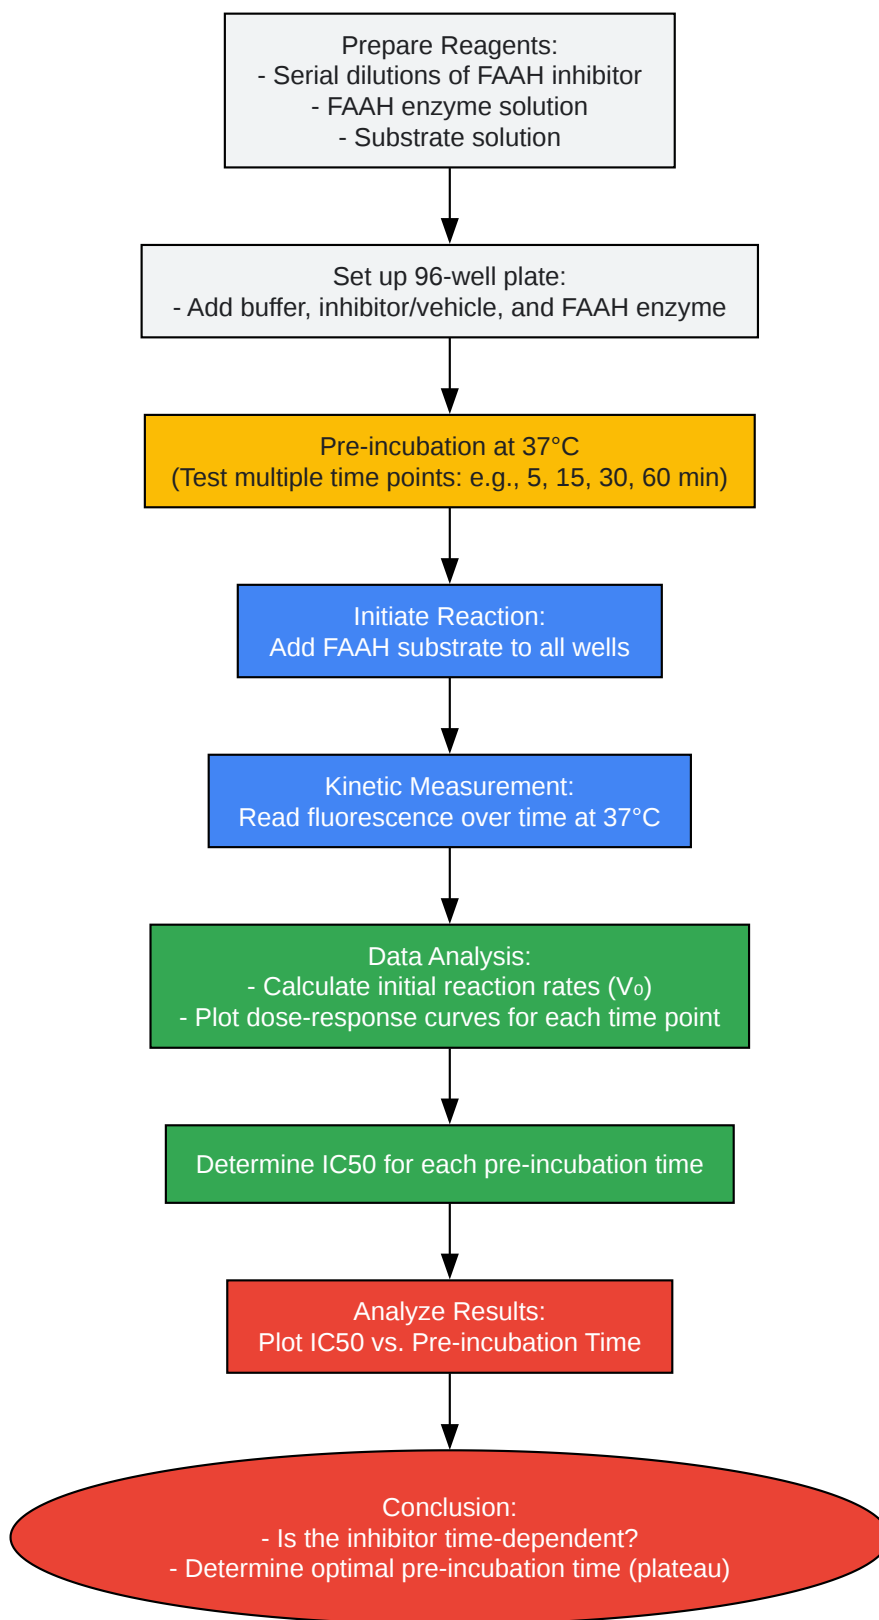 Prepare Reagents:
- Serial dilutions of FAAH inhibitor
- FAAH enzyme solution
- Substrate solution
Set up 96-well plate:
- Add buffer, inhibitor/vehicle, and FAAH enzyme
Pre-incubation at 37°C
(Test multiple time points: e.g., 5, 15, 30, 60 min)
Initiate Reaction:
Add FAAH substrate to all wells
Kinetic Measurement:
Read fluorescence over time at 37°C
Data Analysis:
- Calculate initial reaction rates (V₀)
- Plot dose-response curves for each time point
Determine IC50 for each pre-incubation time
Analyze Results:
Plot IC50 vs. Pre-incubation Time
Conclusion:
- Is the inhibitor time-dependent?
- Determine optimal pre-incubation time (plateau)